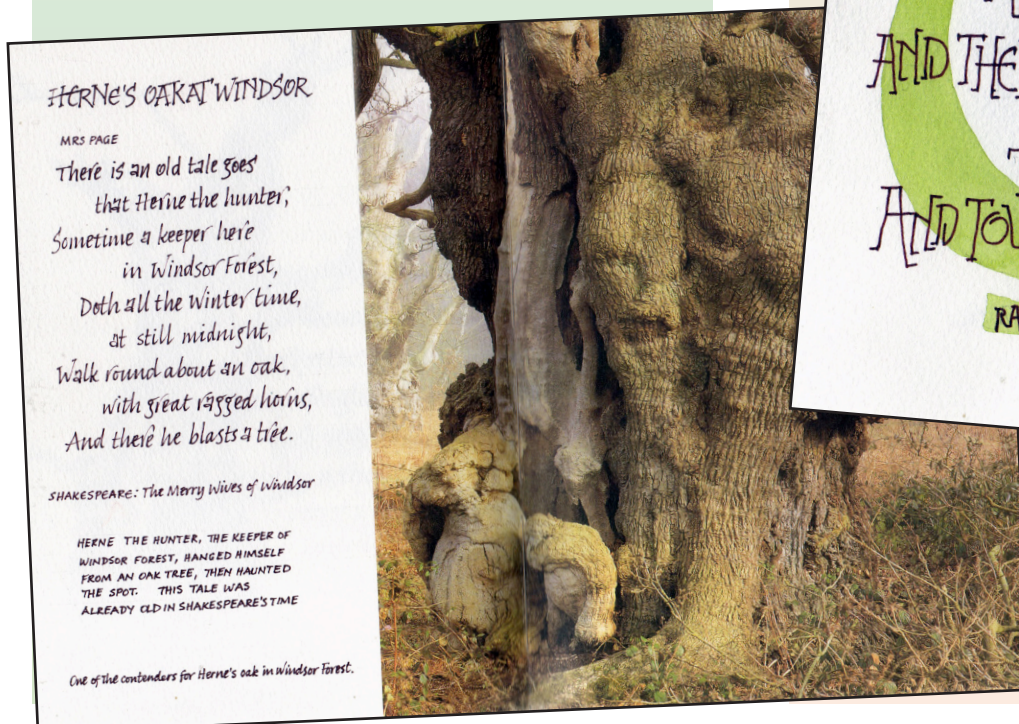 HERNE'S OAK AT WINDSOR
MRS PAGE
There is an old tale goes
that Herne the hunter,
Sometime a keeper here
in Windsor Forest,
Doth all the winter time,
at still midnight,
Walk round about an oak,
with great ragged horns,
And there he blasts a tree.
SHAKESPEARE: The Merry Wives of Windsor
HERNE THE HUNTER, THE KEEPER OF
WINDSOR FOREST, HANGED HIMSELF
FROM AN OAK TREE, THEN HAUNTED
THE SPOT. THIS TALE WAS
ALREADY OLD IN SHAKESPEARE'S TIME
One of the contenders for Herne's oak in Windsor Forest.
AND
AND